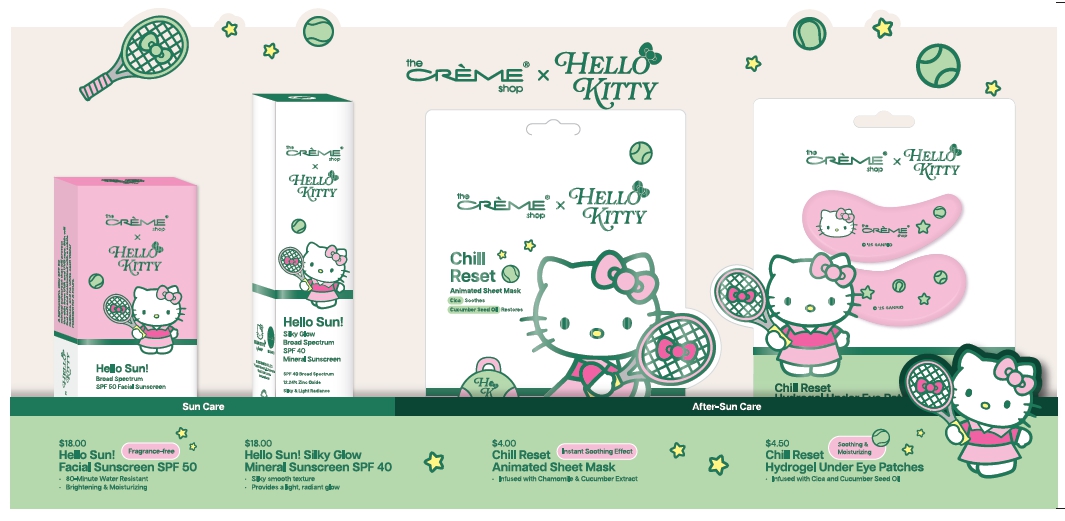 the
CRÈME®
shop
×
HELLO
KITTY
the
CRÈME®
shop
×
HELLO
KITTY
Hello Sun!
Broad Spectrum
SPF 50 Facial Sunscreen
the
CRÈME®
shop
×
HELLO
KITTY
Hello Sun!
Silky Glow
Broad Spectrum
SPF 40
Mineral Sunscreen
SPF 40 Broad Spectrum
12.24% Zinc Oxide
Silky & Light Radiance
the
CRÈME®
shop
×
HELLO
KITTY
Chill
Reset
Animated Sheet Mask
Cica Soothes
Cucumber Seed Oil Restores
He
K
the
CRÈME®
shop
×
HELLO
KITTY
the
CRÈME
shop
© '25 SANRIO
© '25 SANRIO
Chill Reset
Hydrogel Under Eye Pat
Sun Care
After-Sun Care
$18.00
Hello Sun! Fragrance-free
Facial Sunscreen SPF 50
• 80-Minute Water Resistant
• Brightening & Moisturizing
$18.00
Hello Sun! Silky Glow
Mineral Sunscreen SPF 40
• Silky smooth texture
• Provides a light, radiant glow
$4.00
Chill Reset Instant Soothing Effect
Animated Sheet Mask
• Infused with Chamomile & Cucumber Extract
$4.50
Chill Reset Soothing & Moisturizing
Hydrogel Under Eye Patches
• Infused with Cica and Cucumber Seed Oil